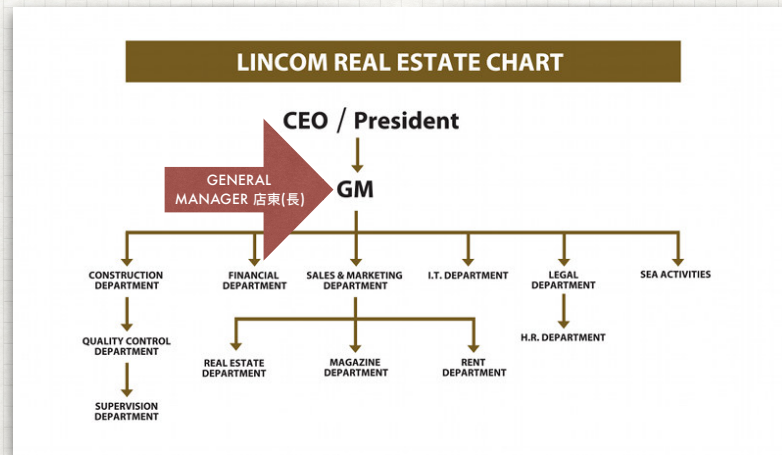 LINCOM REAL ESTATE CHART
CEO / President
GENERAL
MANAGER 店東(長)
GM
CONSTRUCTION
DEPARTMENT
FINANCIAL
DEPARTMENT
SALES & MARKETING
DEPARTMENT
I.T. DEPARTMENT
LEGAL
DEPARTMENT
SEA ACTIVITIES
QUALITY CONTROL
DEPARTMENT
H.R. DEPARTMENT
REAL ESTATE
DEPARTMENT
MAGAZINE
DEPARTMENT
RENT
DEPARTMENT
SUPERVISION
DEPARTMENT